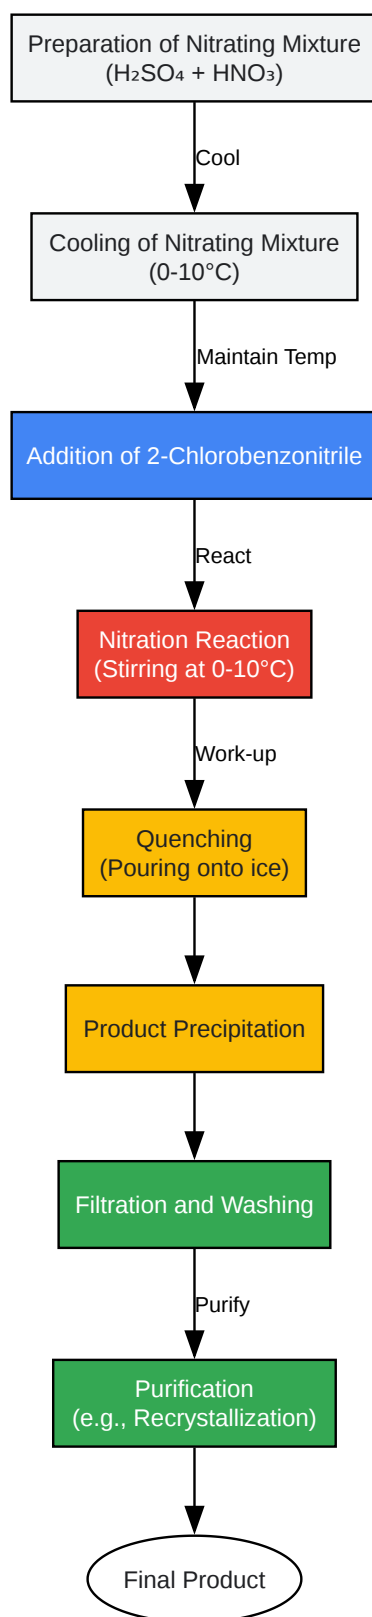 Preparation of Nitrating Mixture
(H₂SO₄ + HNO₃)
Cool
Cooling of Nitrating Mixture
(0-10°C)
Maintain Temp
Addition of 2-Chlorobenzonitrile
React
Nitration Reaction
(Stirring at 0-10°C)
Work-up
Quenching
(Pouring onto ice)
Product Precipitation
Filtration and Washing
Purify
Purification
(e.g., Recrystallization)
Final Product